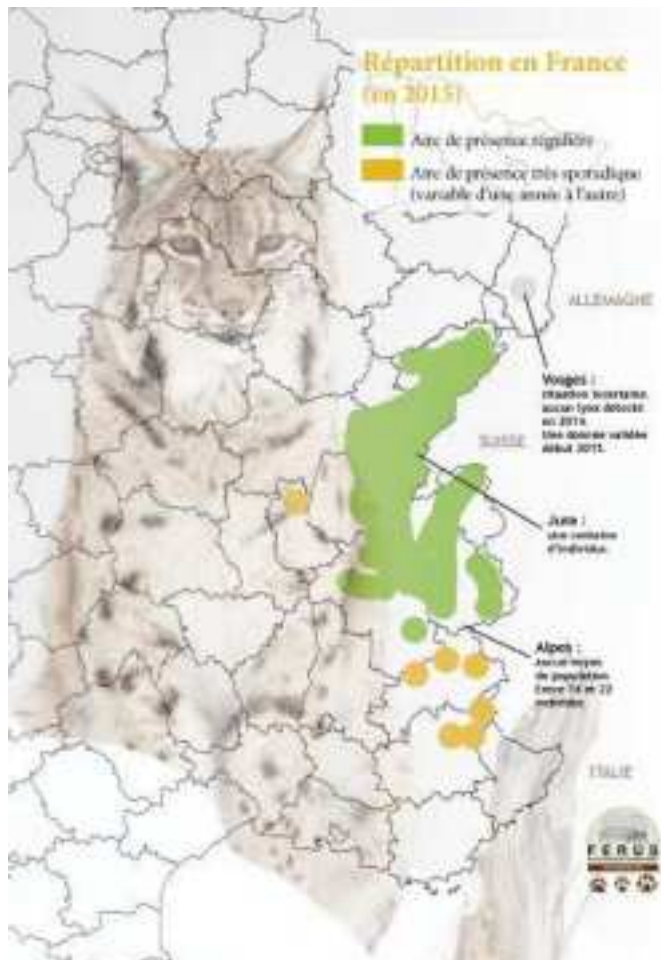 Répartition en France
(en 2015)
Aire de présence régulière
Aire de présence très sporadique
(variable d'une année à l'autre)
ALLEMAGNE
Vosges :
situation incertaine,
aucun lynx détecté
en 2014.
Une donnée validée
début 2015.
SUISSE
Jura :
une centaine
d'individus.
Alpes :
Aucun noyau
de population.
Entre et 22
individus.
ITALIE
FERUS